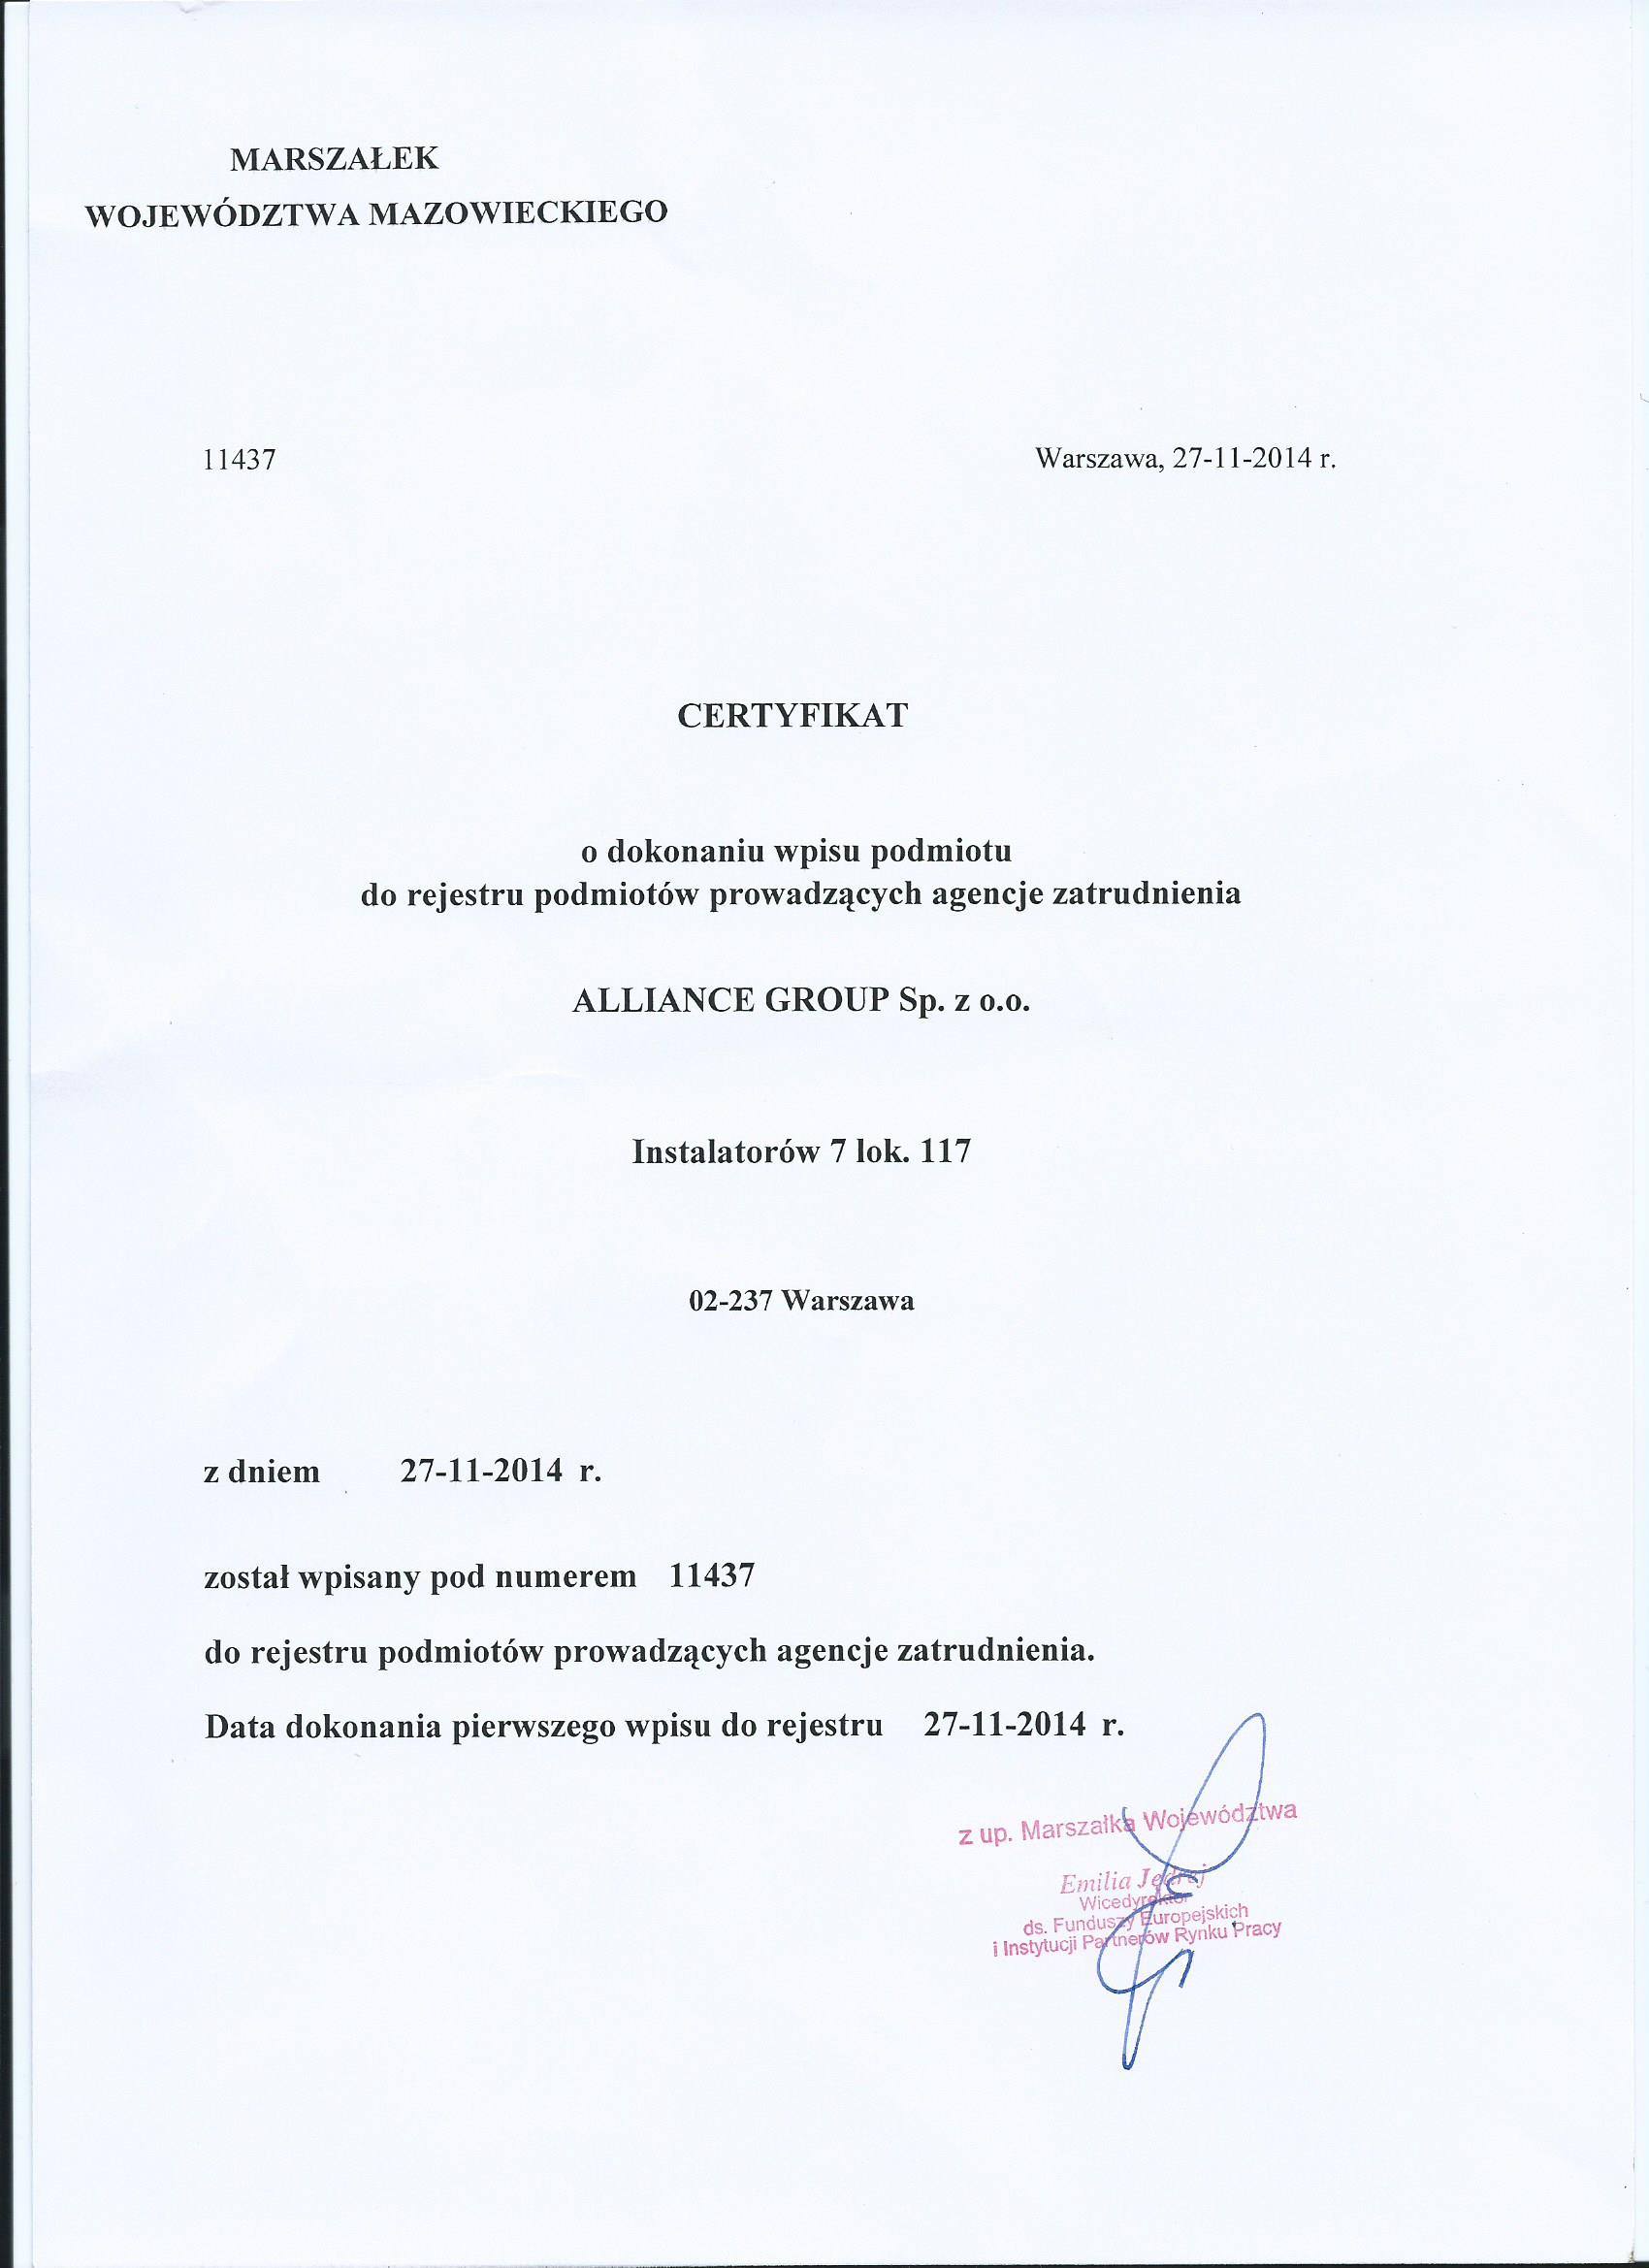 MARSZAŁEK
WOJEWÓDZTWA MAZOWIECKIEGO
11437
Warszawa, 27-11-2014 r.
CERTYFIKAT
o dokonaniu wpisu podmiotu
do rejestru podmiotów prowadzących agencje zatrudnienia
ALLIANCE GROUP Sp. z o.o.
Instalatorów 7 lok. 117
02-237 Warszawa
z dniem 27-11-2014 r.
został wpisany pod numerem 11437
do rejestru podmiotów prowadzących agencje zatrudnienia.
Data dokonania pierwszego wpisu do rejestru 27-11-2014 r.
z up. Marszałka Województwa
Emilia Jędrej
Wicedyrektor
ds. Funduszy Europejskich
i Instytucji Partnerów Rynku Pracy